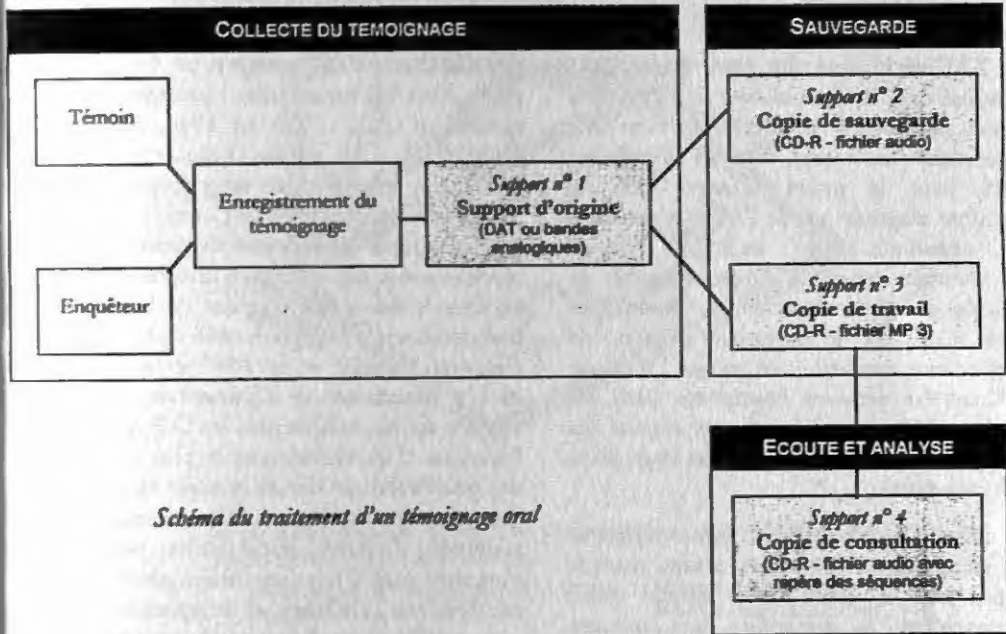 COLLECTE DU TEMOIGNAGE
Témoin
Enquêteur
Enregistrement du
témoignage
Support n° 1
Support d'origine
(DAT ou bandes
analogiques)
SAUVEGARDE
Support n° 2
Copie de sauvegarde
(CD-R - fichier audio)
Support n° 3
Copie de travail
(CD-R - fichier MP 3)
ECOUTE ET ANALYSE
Support n° 4
Copie de consultation
(CD-R - fichier audio avec
repère des séquences)
Schéma du traitement d'un témoignage oral